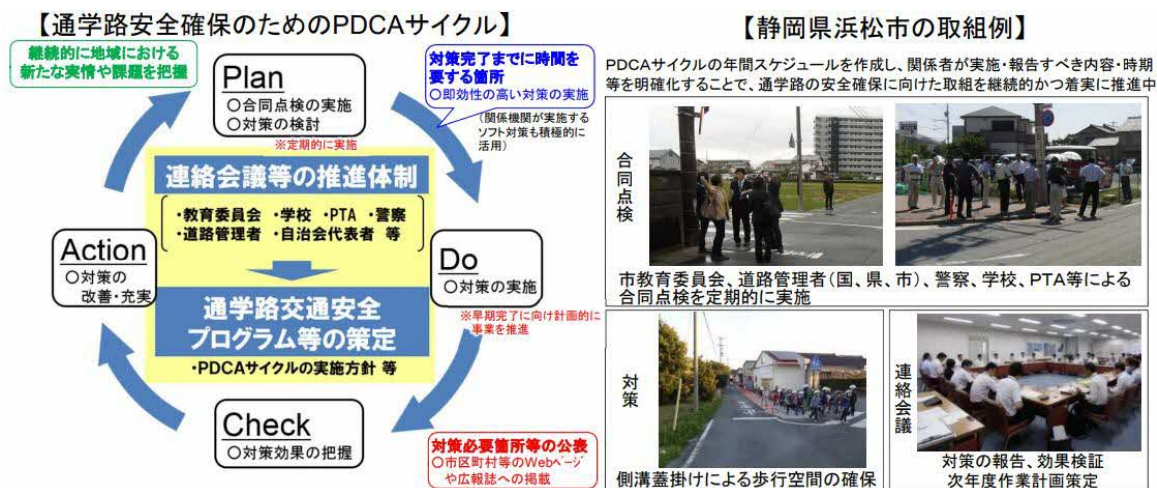 【通学路安全確保のためのPDCAサイクル】
継続的に地域における
新たな実情や課題を把握
Plan
○合同点検の実施
○対策の検討
※定期的に実施
対策完了までに時間を
要する箇所
○即効性の高い対策の実施
(関係機関が実施する
ソフト対策も積極的に
活用)
連絡会議等の推進体制
・教育委員会 ・学校 ・PTA ・警察
・道路管理者 ・自治会代表者 等
Action
○対策の
改善・充実
Do
○対策の実施
※早期完了に向け計画的に
事業を推進
通学路交通安全
プログラム等の策定
・PDCAサイクルの実施方針 等
Check
○対策効果の把握
対策必要箇所等の公表
○市区町村等のWebページ
や広報誌への掲載
【静岡県浜松市の取組例】
PDCAサイクルの年間スケジュールを作成し、関係者が実施・報告すべき内容・時期
等を明確化することで、通学路の安全確保に向けた取組を継続的かつ着実に推進中
合同点検
市教育委員会、道路管理者(国、県、市)、警察、学校、PTA等による
合同点検を定期的に実施
対策
側溝蓋掛けによる歩行空間の確保
連絡会議
対策の報告、効果検証
次年度作業計画策定